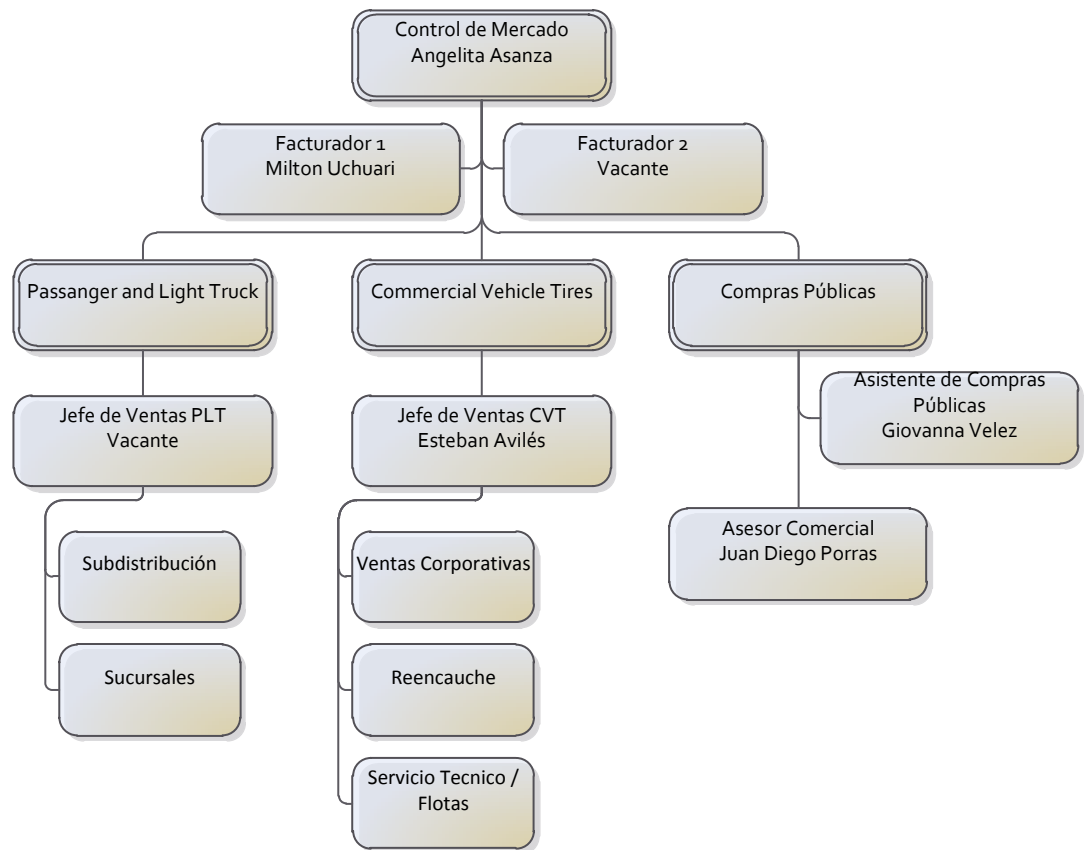 Control de Mercado
Angelita Asanza
Facturador 1
Milton Uchuari
Facturador 2
Vacante
Passanger and Light Truck
Commercial Vehicle Tires
Compras Públicas
Jefe de Ventas PLT
Vacante
Jefe de Ventas CVT
Esteban Avilés
Asistente de Compras
Públicas
Giovanna Velez
Subdistribución
Ventas Corporativas
Asesor Comercial
Juan Diego Porras
Sucursales
Reencauche
Servicio Tecnico /
Flotas